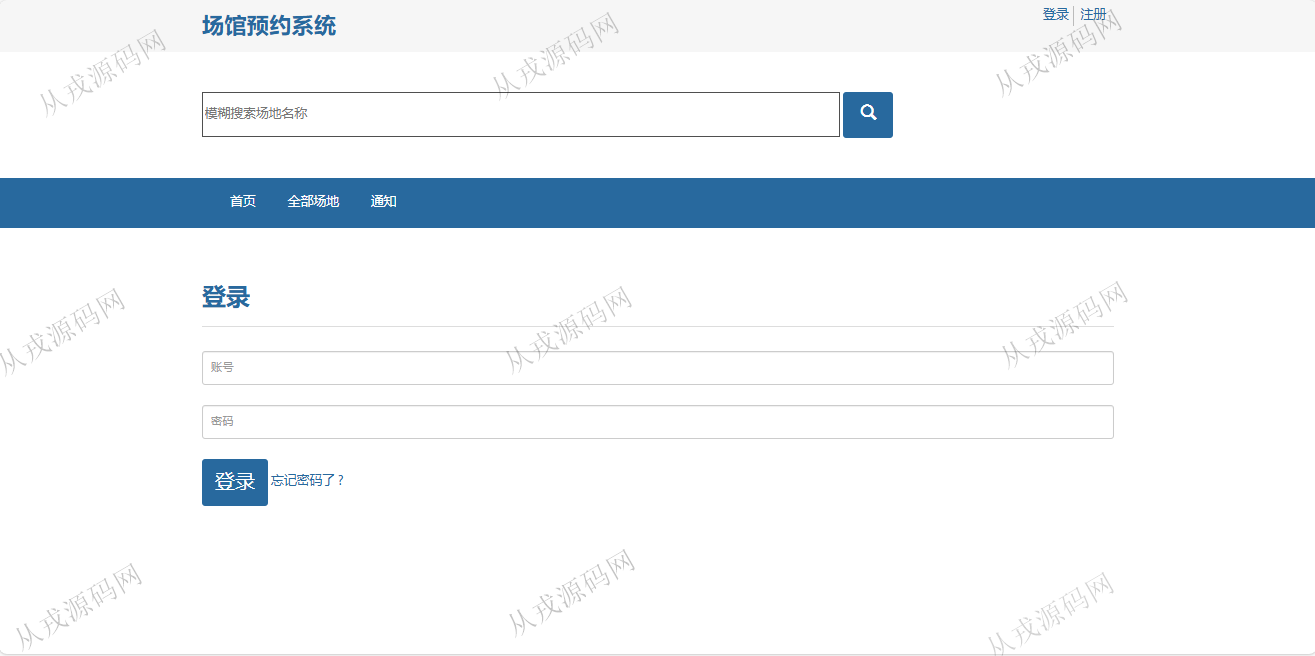 场馆预约系统
登录 注册
从戎源码网
从戎源码网
从戎源码网
模糊搜索场地名称
首页 全部场地 通知
登录
从戎源码网
从戎源码网
从戎源码网
账号
密码
登录 忘记密码了?
从戎源码网
从戎源码网
从戎源码网